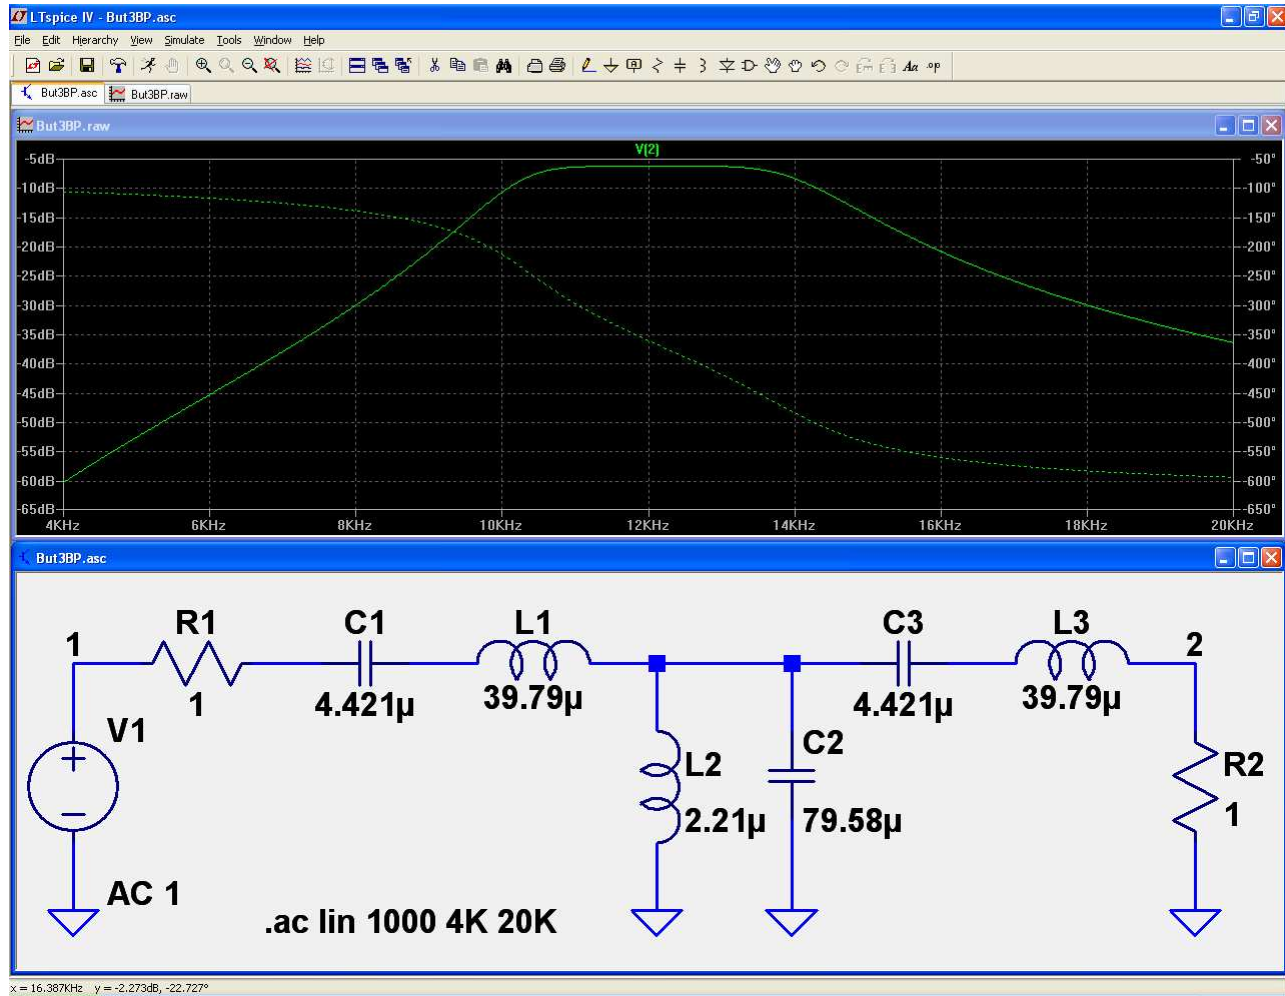 LTspice IV - But3BP.asc
File Edit Hierarchy View Simulate Tools Window Help
But3BP.asc But3BP.raw
But3BP.raw
V(2)
-5dB -50°
-10dB -100°
-15dB -150°
-20dB -200°
-25dB -250°
-30dB -300°
-35dB -350°
-40dB -400°
-45dB -450°
-50dB -500°
-55dB -550°
-60dB -600°
-65dB -650°
4KHz 6KHz 8KHz 10KHz 12KHz 14KHz 16KHz 18KHz 20KHz
But3BP.asc
1 R1 C1 L1 C3 L3 2
1 4.421µ 39.79µ 4.421µ 39.79µ
V1 L2 C2 R2
2.21µ 79.58µ 1
AC 1
.ac lin 1000 4K 20K
x = 16.387KHz y = -2.273dB, -22.727°